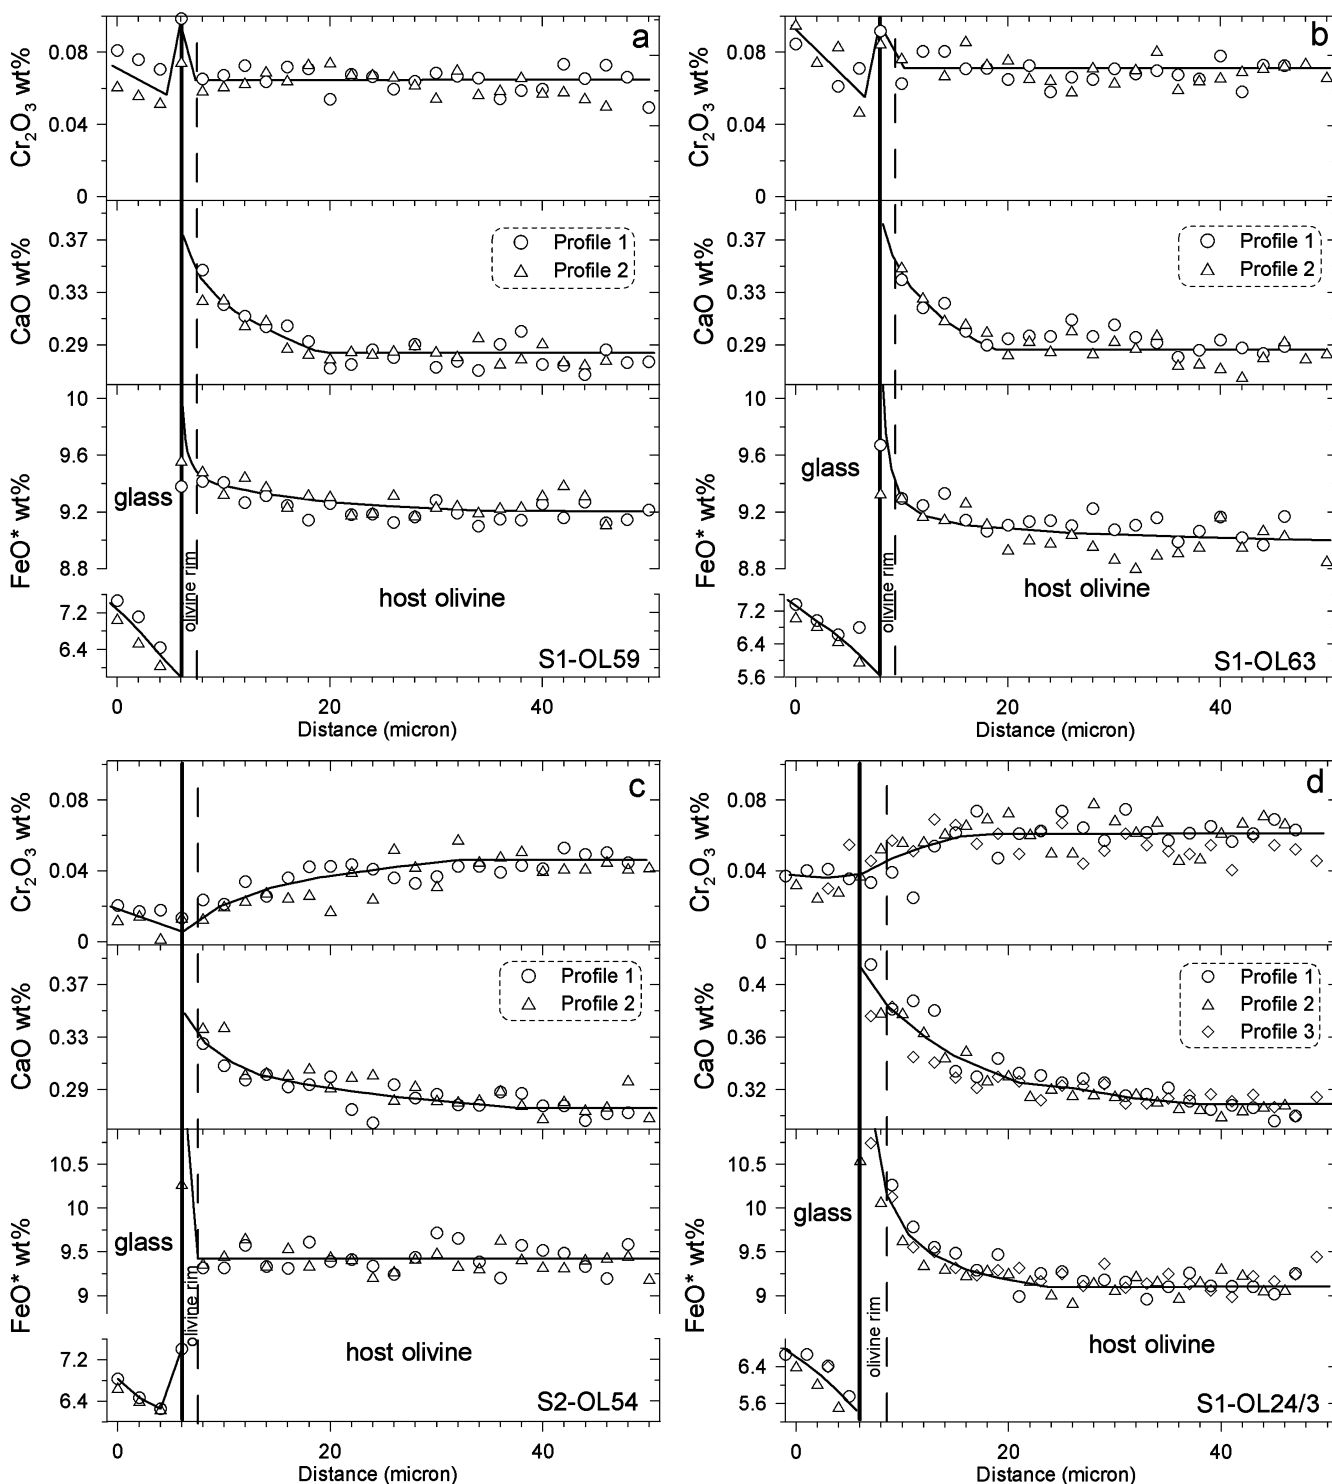 a
Cr2O3 wt%
0.08
0.04
0
CaO wt%
0.37
0.33
0.29
Profile 1
Profile 2
FeO* wt%
10
9.6
9.2
8.8
7.2
6.4
glass
olivine rim
host olivine
S1-OL59
0
20
40
Distance (micron)
b
Cr2O3 wt%
0.08
0.04
0
CaO wt%
0.37
0.33
0.29
Profile 1
Profile 2
FeO* wt%
10
9.6
9.2
8.8
7.2
6.4
5.6
glass
olivine rim
host olivine
S1-OL63
0
20
40
Distance (micron)
c
Cr2O3 wt%
0.08
0.04
0
CaO wt%
0.37
0.33
0.29
Profile 1
Profile 2
FeO* wt%
10.5
10
9.5
9
7.2
6.4
glass
olivine rim
host olivine
S2-OL54
0
20
40
Distance (micron)
d
Cr2O3 wt%
0.08
0.04
0
CaO wt%
0.4
0.36
0.32
Profile 1
Profile 2
Profile 3
FeO* wt%
10.5
10
9.5
9
6.4
5.6
glass
olivine rim
host olivine
S1-OL24/3
0
20
40
Distance (micron)